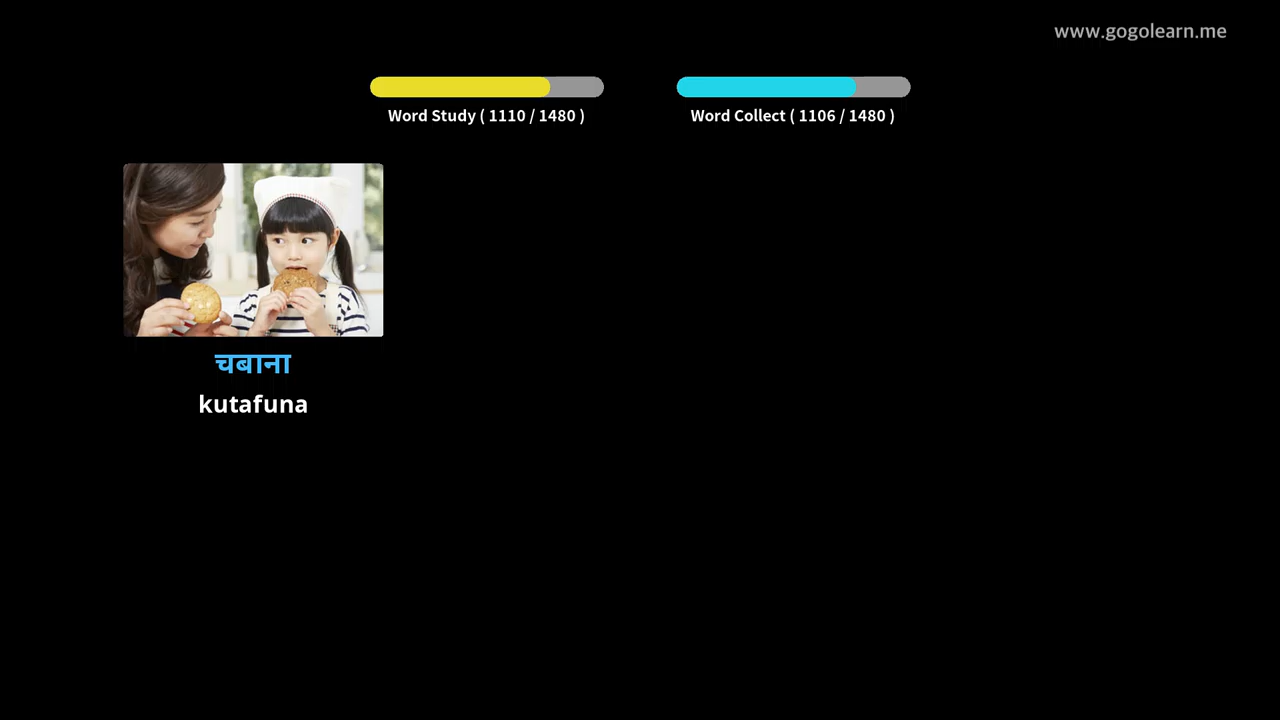 www.gogolearn.me
Word Study ( 1110 / 1480 )
Word Collect ( 1106 / 1480 )
चबाना
kutafuna